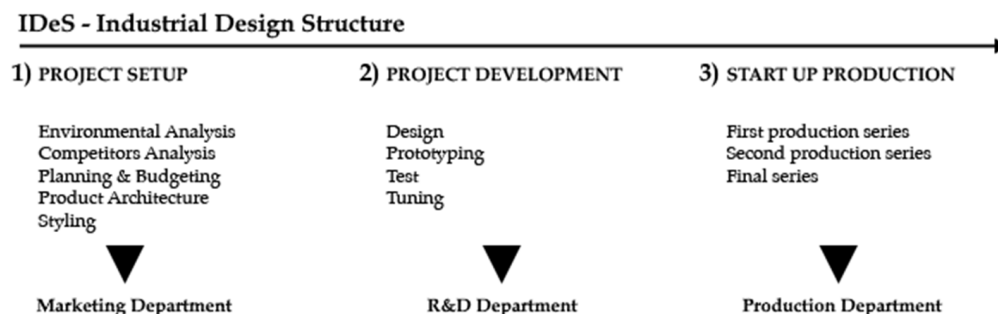 IDeS - Industrial Design Structure
1) PROJECT SETUP
Environmental Analysis
Competitors Analysis
Planning & Budgeting
Product Architecture
Styling
Marketing Department
2) PROJECT DEVELOPMENT
Design
Prototyping
Test
Tuning
R&D Department
3) START UP PRODUCTION
First production series
Second production series
Final series
Production Department